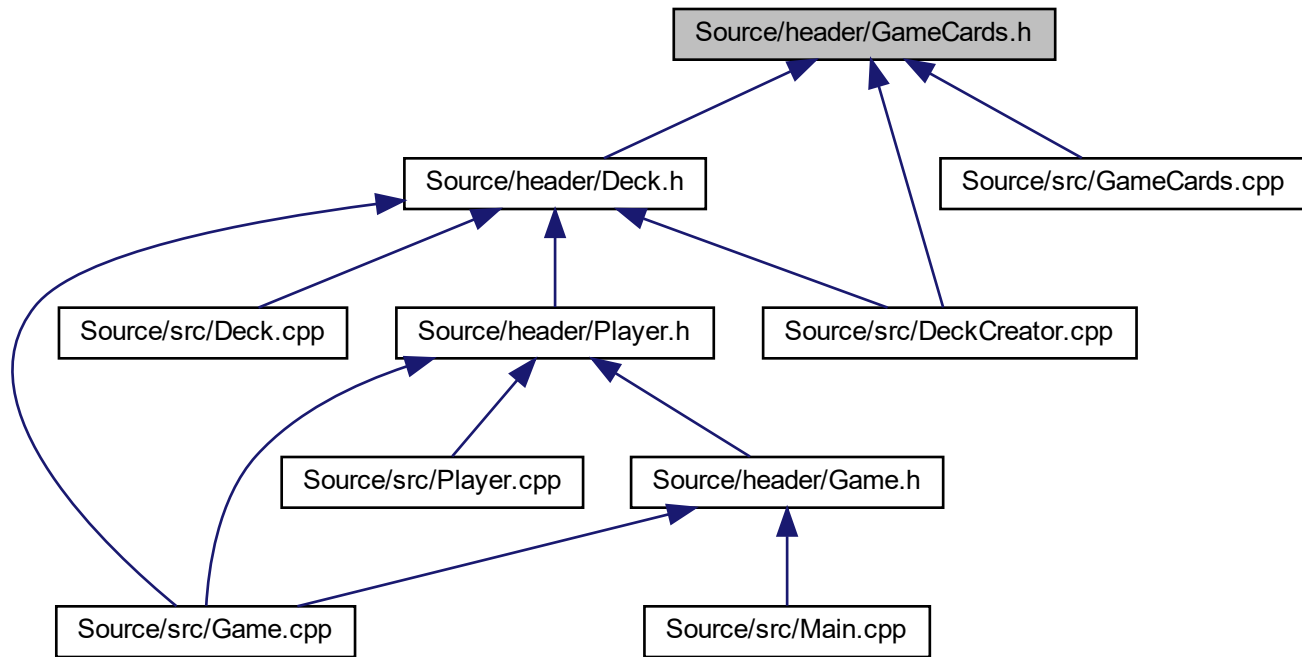 Source/header/GameCards.h
Source/header/Deck.h
Source/src/GameCards.cpp
Source/src/Deck.cpp
Source/header/Player.h
Source/src/DeckCreator.cpp
Source/src/Player.cpp
Source/header/Game.h
Source/src/Game.cpp
Source/src/Main.cpp